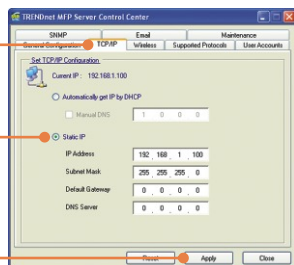 TRENDnet MFP Server Control Center
SNMP Email Maintenance
General Configuration TCP/IP Wireless Supported Protocols User Accounts
Set TCP/IP Configuration
Current IP : 192.168.1.100
Automatically get IP by DHCP
Manual DNS 1 . 0 . 0 . 0
Static IP
IP Address 192 . 168 . 1 . 100
Subnet Mask 255 . 255 . 255 . 0
Default Gateway 0 . 0 . 0 . 0
DNS Server 0 . 0 . 0 . 0
Reset Apply Close